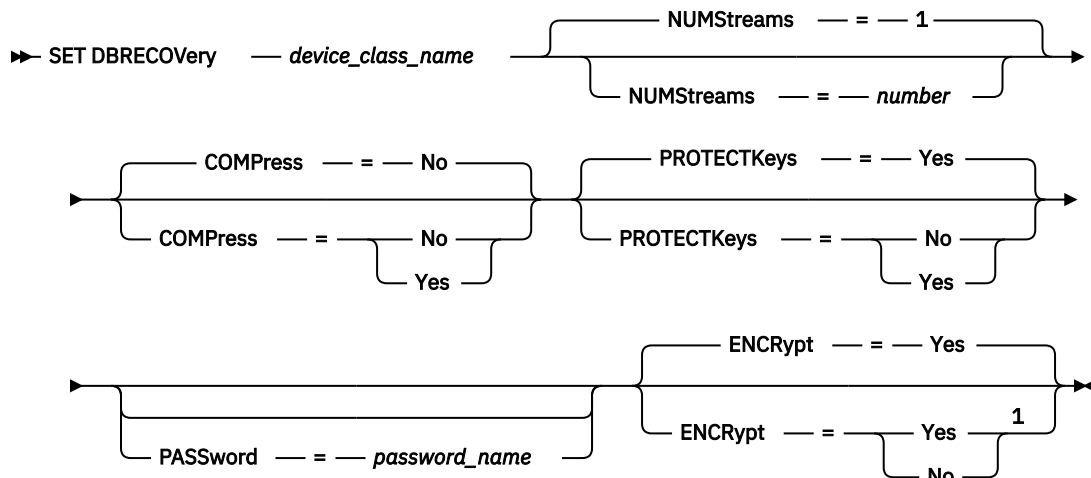 NUMStreams = 1
SET DBRECOVery device_class_name
NUMStreams = number
COMPress = No PROTECTKeys = Yes
COMPress = No PROTECTKeys = No
Yes Yes
ENCRypt = Yes
1
ENCRypt = Yes
PASSword = password_name
No